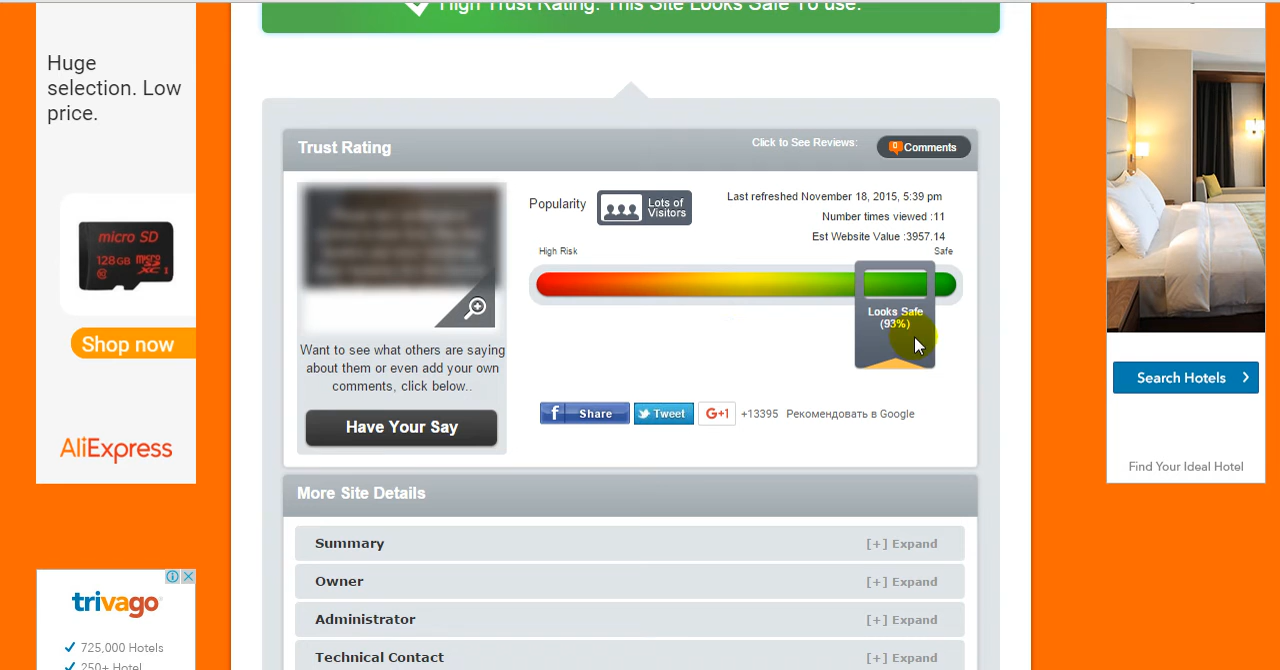 High Trust Rating. This Site Looks Safe To use.
Huge
selection. Low
price.
micro SD
128GB micro SD XC I
Shop now
AliExpress
trivago
725,000 Hotels
250+ Hotel
Trust Rating
Click to See Reviews:
0 Comments
Popularity
Lots of
Visitors
Last refreshed November 18, 2015, 5:39 pm
Number times viewed :11
Est Website Value :3957.14
High Risk
Safe
Looks Safe
(93%)
Want to see what others are saying
about them or even add your own
comments, click below..
Have Your Say
f Share
Tweet
G+1
+13395 Рекомендовать в Google
More Site Details
Summary
[+] Expand
Owner
[+] Expand
Administrator
[+] Expand
Technical Contact
[+] Expand
Search Hotels
Find Your Ideal Hotel